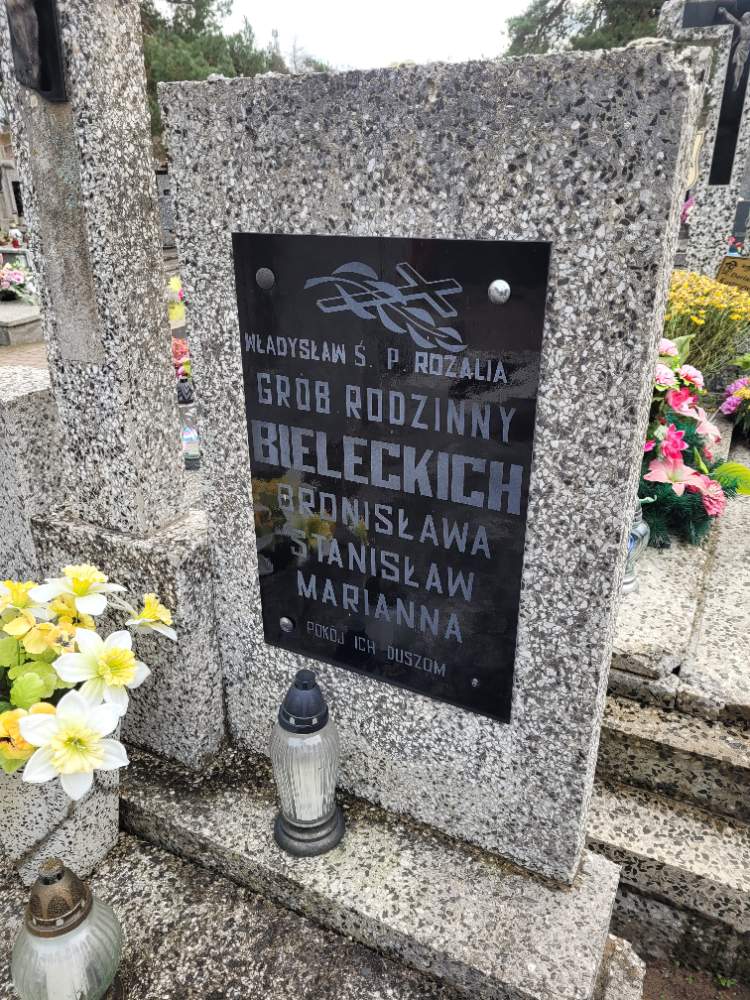 WŁADYSŁAW Ś. P. ROZALIA
GRÓB RODZINNY
BIELECKICH
BRONISŁAWA
STANISŁAW
MARIANNA
POKÓJ ICH DUSZOM